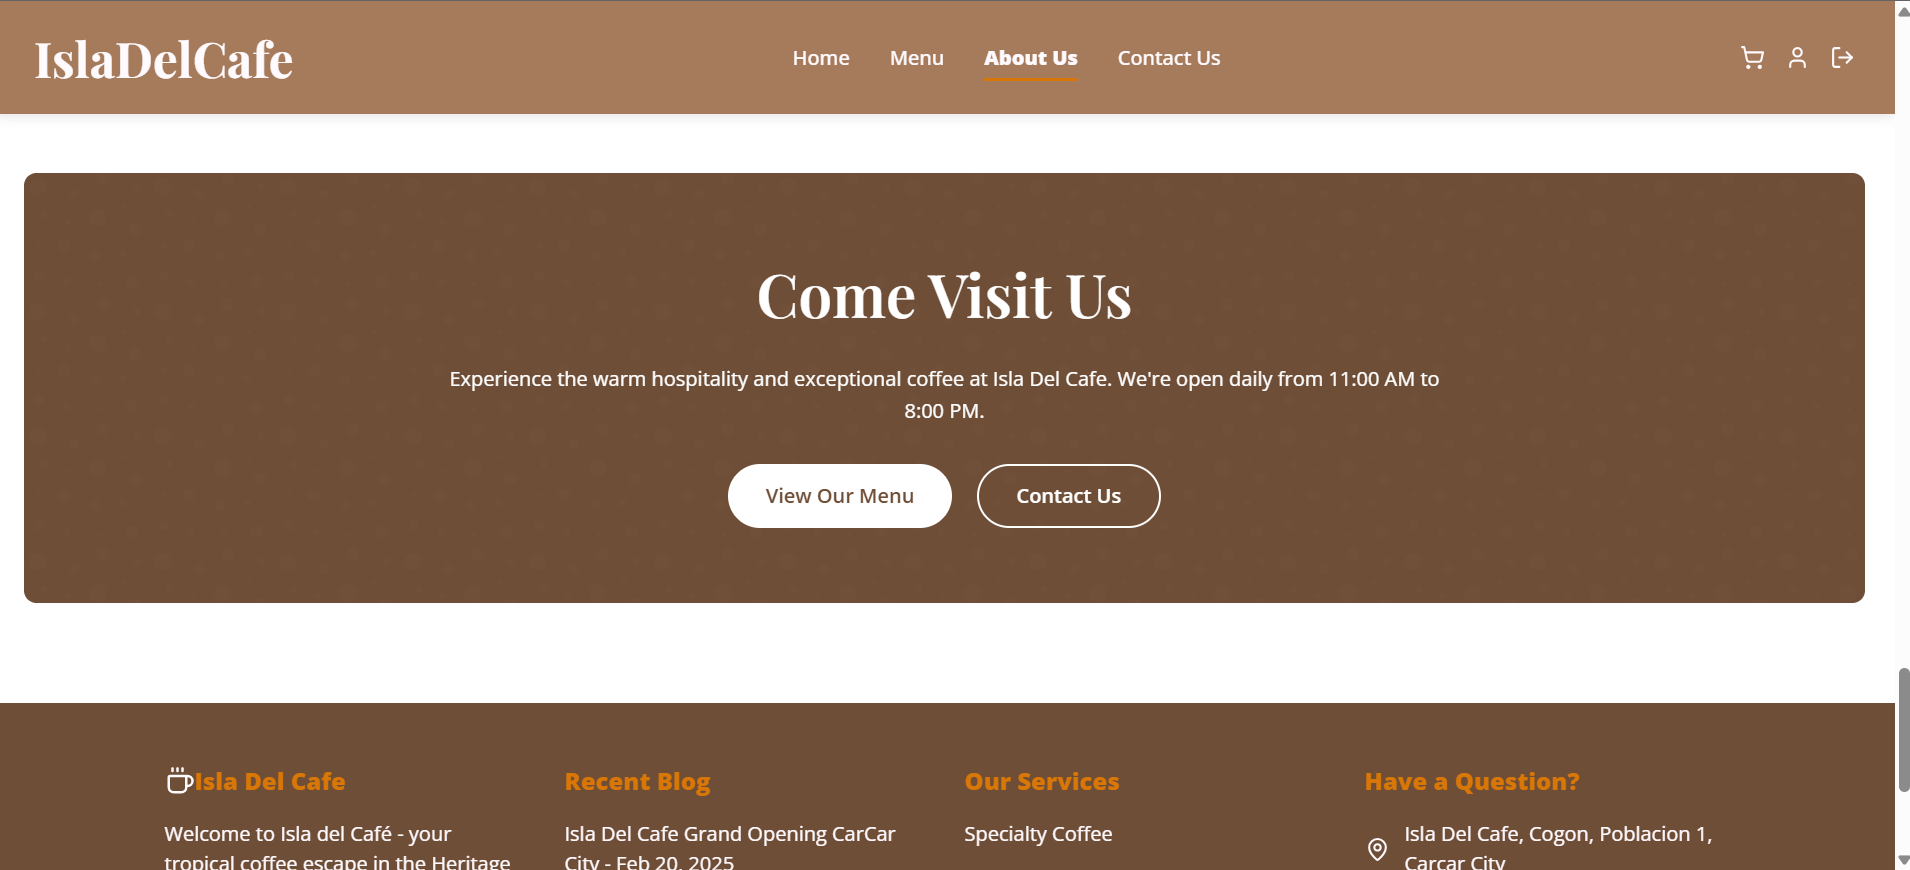 IslaDelCafe
Home
Menu
About Us
Contact Us
Come Visit Us
Experience the warm hospitality and exceptional coffee at Isla Del Cafe. We're open daily from 11:00 AM to
8:00 PM.
View Our Menu
Contact Us
Isla Del Cafe
Welcome to Isla del Café - your
tropical coffee escape in the Heritage
Recent Blog
Isla Del Cafe Grand Opening CarCar
City - Feb 20, 2025
Our Services
Specialty Coffee
Have a Question?
Isla Del Cafe, Cogon, Poblacion 1,
Carcar City